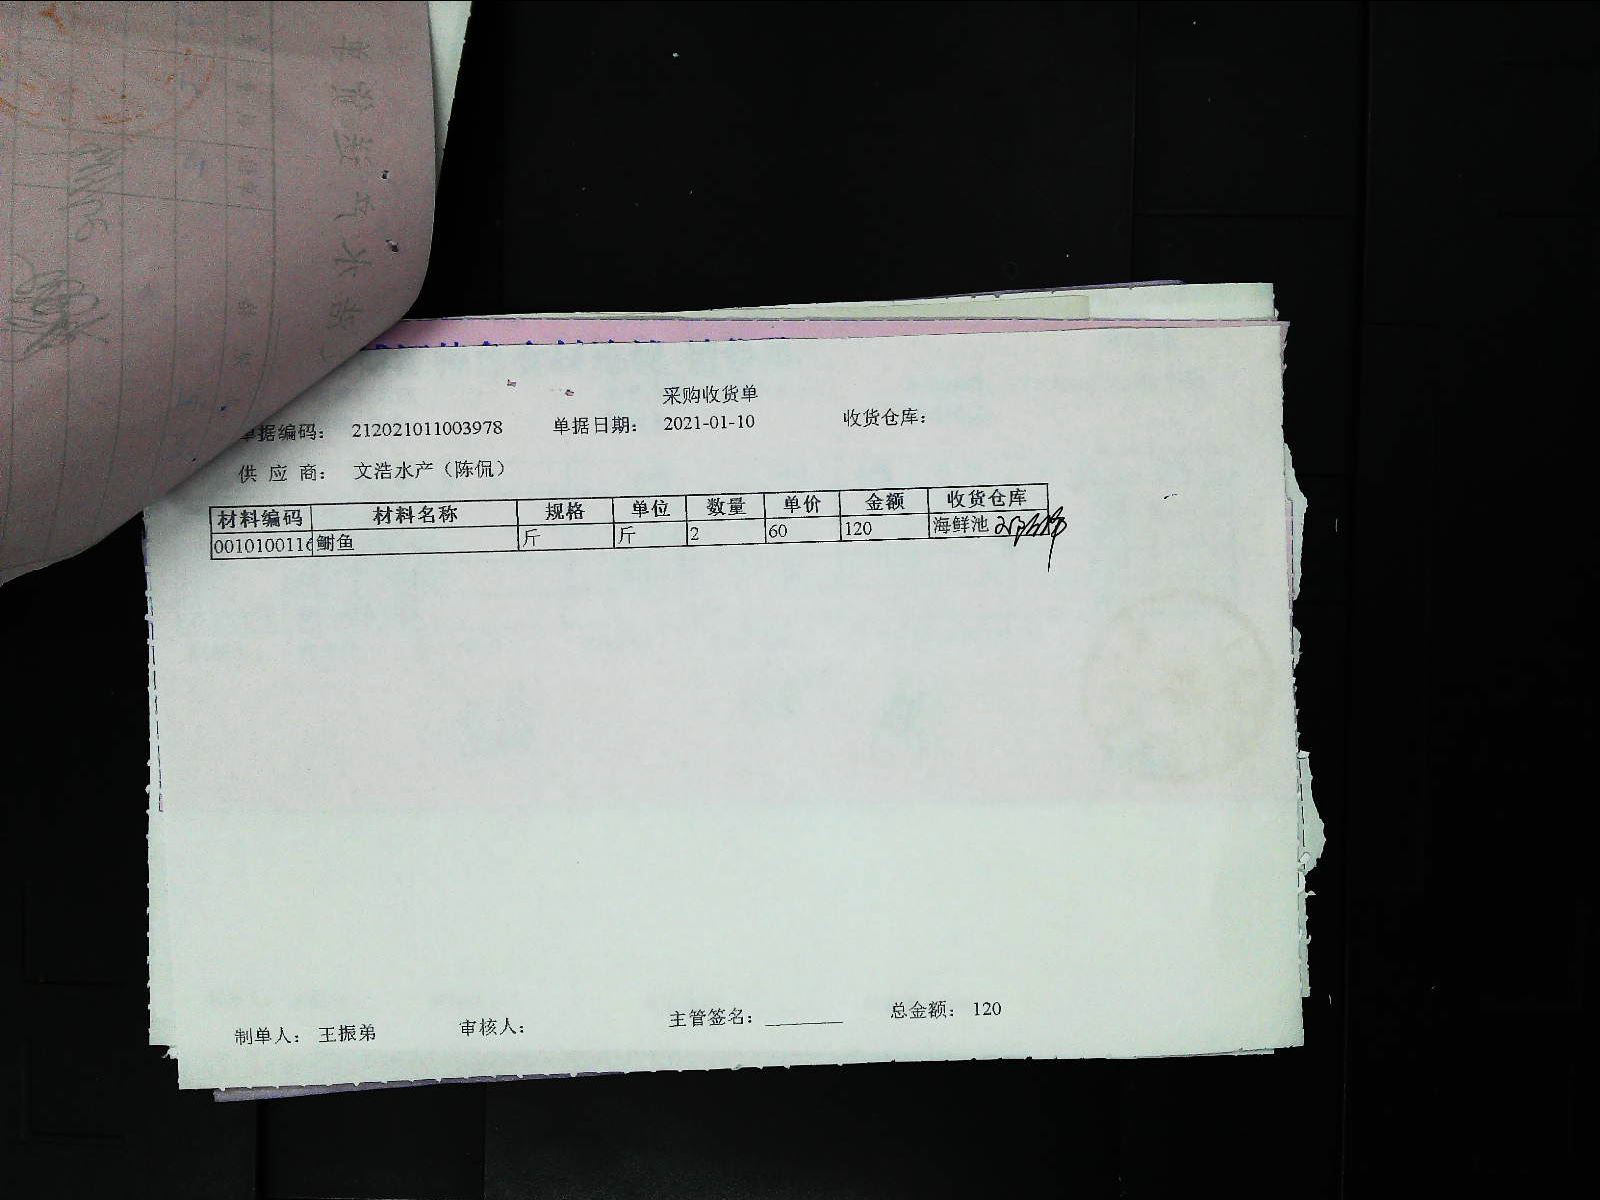 采购收货单
单据编码： 212021011003978 单据日期： 2021-01-10 收货仓库：
供 应 商： 文浩水产（陈侃）
材料编码 材料名称 规格 单位 数量 单价 金额 收货仓库
0010100116 鲥鱼 斤 斤 2 60 120 海鲜池
制单人： 王振弟 审核人： 主管签名：________ 总金额： 120